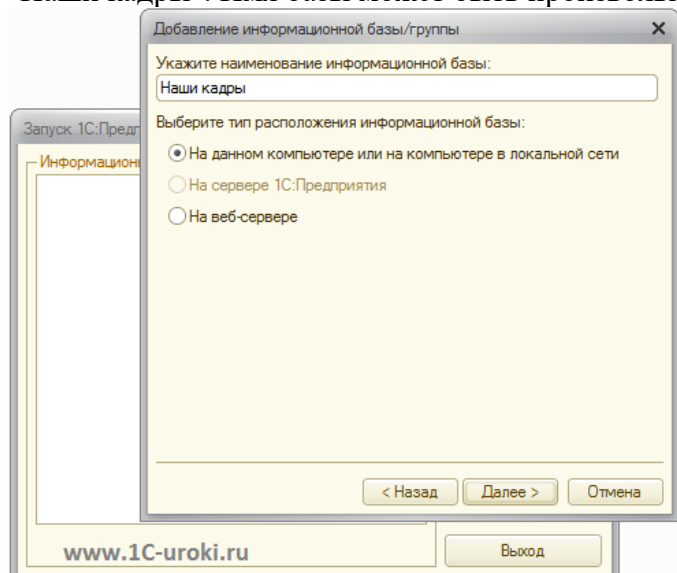 Добавление информационной базы/группы
Укажите наименование информационной базы:
Наши кадры
Выберите тип расположения информационной базы:
На данном компьютере или на компьютере в локальной сети
На сервере 1С:Предприятия
На веб-сервере
< Назад
Далее >
Отмена
Запуск 1С:Предп
Информацион
www.1C-uroki.ru
Выход